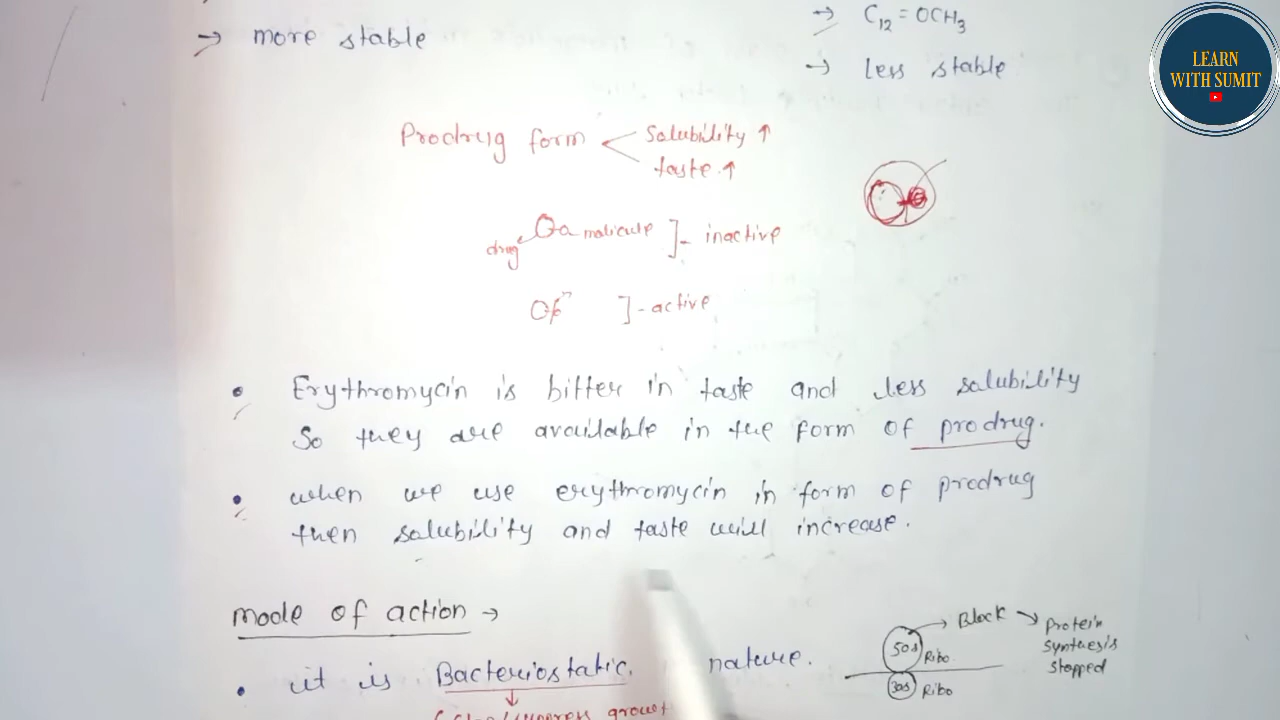 → more stable
→ C12 = OCH3
→ less stable
LEARN
WITH SUMIT
Prodrug form < Solubility ↑
taste ↑
drug molicule ]- inactive
]- active
• Erythromycin is bitter in taste and less solubility
So they are available in the form of prodrug.
• when we use erythromycin in form of prodrug
then solubility and taste will increase.
Mode of action →
• it is Bacteriostatic. nature.
growt
50s Ribo → Block → Protein
synthesis
stopped
30s Ribo